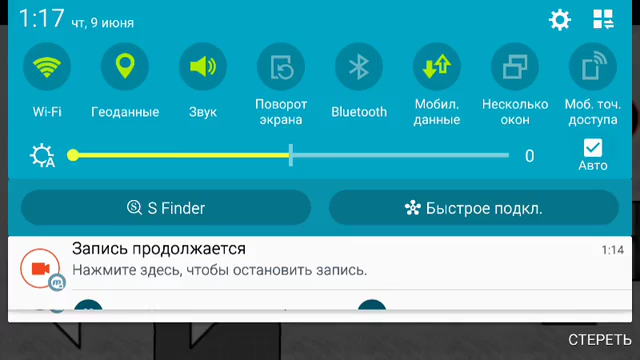 1:17 чт, 9 июня
Wi-Fi
Геоданные
Звук
Поворот
экрана
Bluetooth
Мобил.
данные
Несколько
окон
Моб. точ.
доступа
A
0
Авто
S Finder
Быстрое подкл.
Запись продолжается
1:14
Нажмите здесь, чтобы остановить запись.
СТЕРЕТЬ